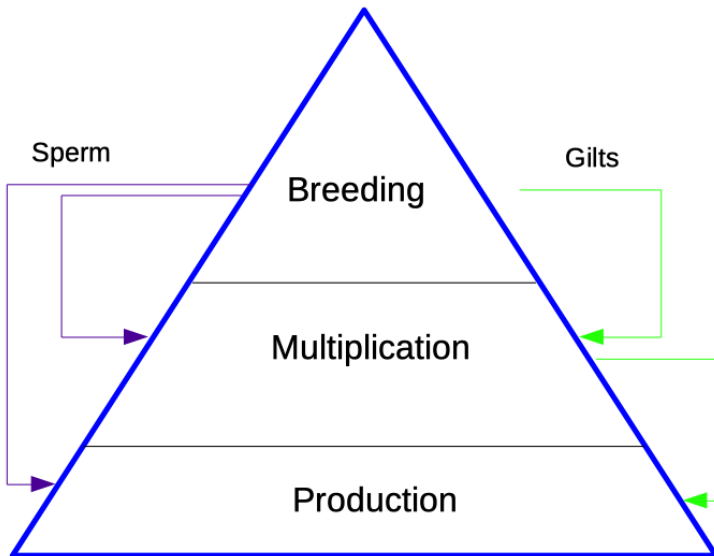 Sperm
Gilts
Breeding
Multiplication
Production